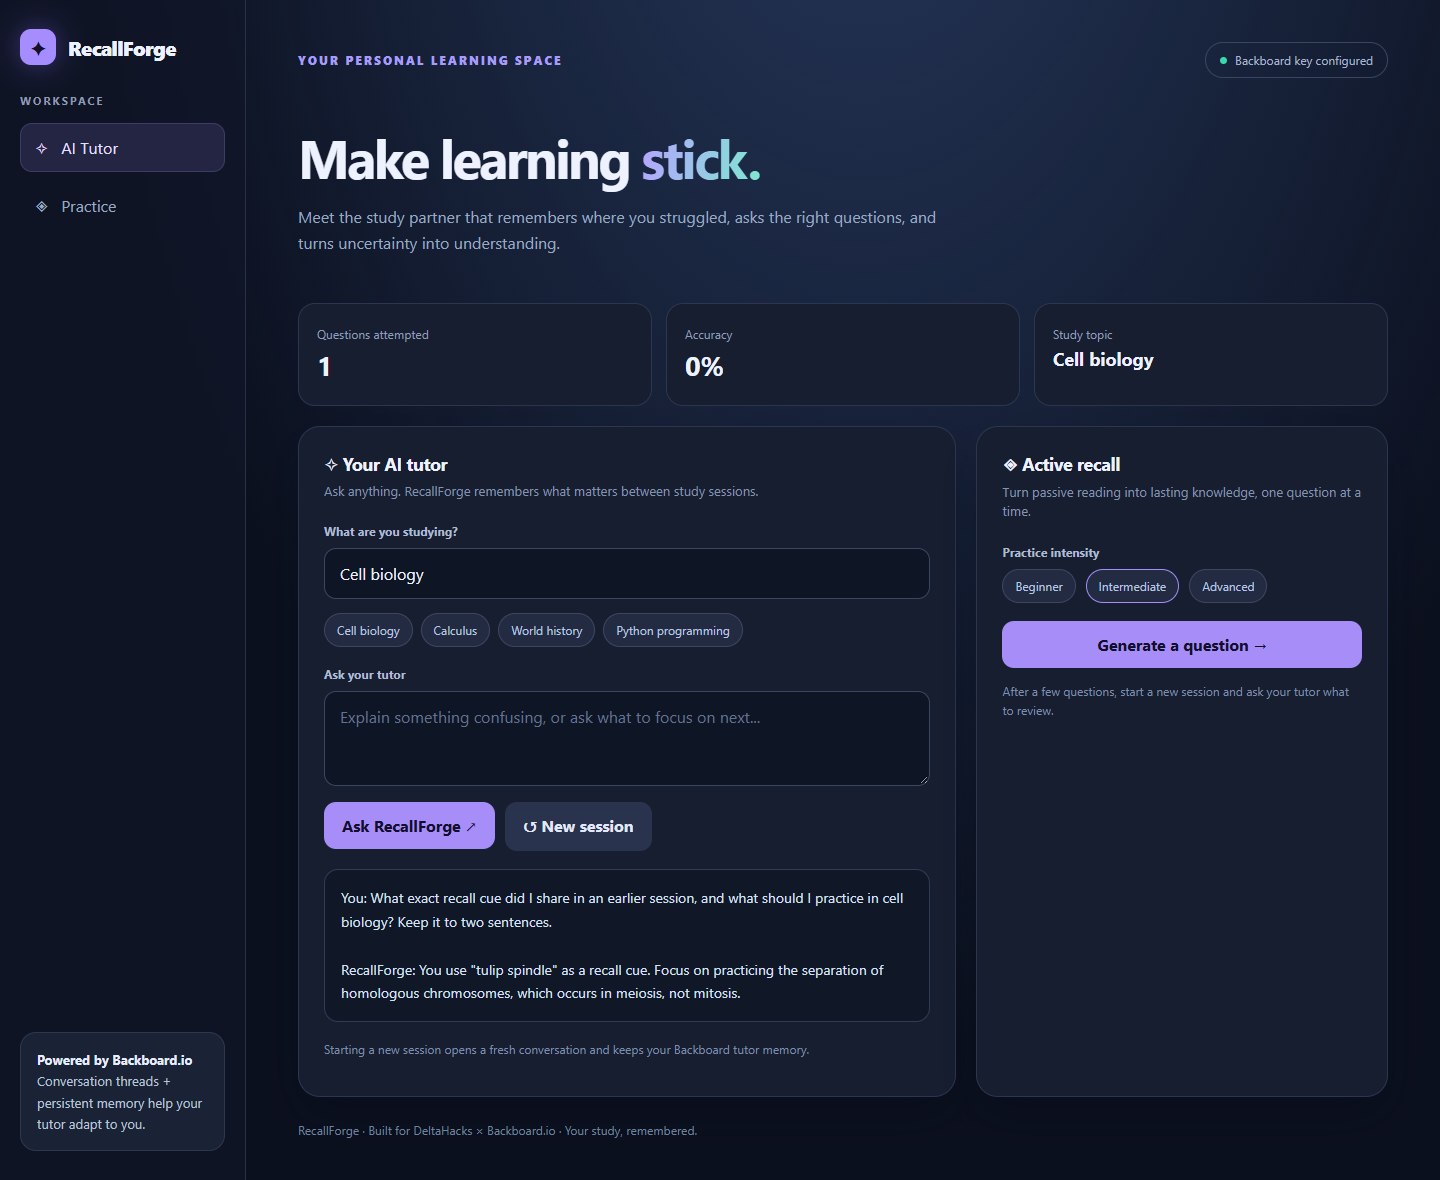 RecallForge
WORKSPACE
AI Tutor
Practice
Powered by Backboard.io
Conversation threads +
persistent memory help your
tutor adapt to you.
YOUR PERSONAL LEARNING SPACE
Backboard key configured
Make learning stick.
Meet the study partner that remembers where you struggled, asks the right questions, and
turns uncertainty into understanding.
Questions attempted
1
Accuracy
0%
Study topic
Cell biology
Your AI tutor
Ask anything. RecallForge remembers what matters between study sessions.
What are you studying?
Cell biology
Cell biology
Calculus
World history
Python programming
Ask your tutor
Explain something confusing, or ask what to focus on next...
Ask RecallForge ↗
↺ New session
You: What exact recall cue did I share in an earlier session, and what should I practice in cell
biology? Keep it to two sentences.
RecallForge: You use "tulip spindle" as a recall cue. Focus on practicing the separation of
homologous chromosomes, which occurs in meiosis, not mitosis.
Starting a new session opens a fresh conversation and keeps your Backboard tutor memory.
Active recall
Turn passive reading into lasting knowledge, one question at a
time.
Practice intensity
Beginner
Intermediate
Advanced
Generate a question →
After a few questions, start a new session and ask your tutor what
to review.
RecallForge · Built for DeltaHacks × Backboard.io · Your study, remembered.